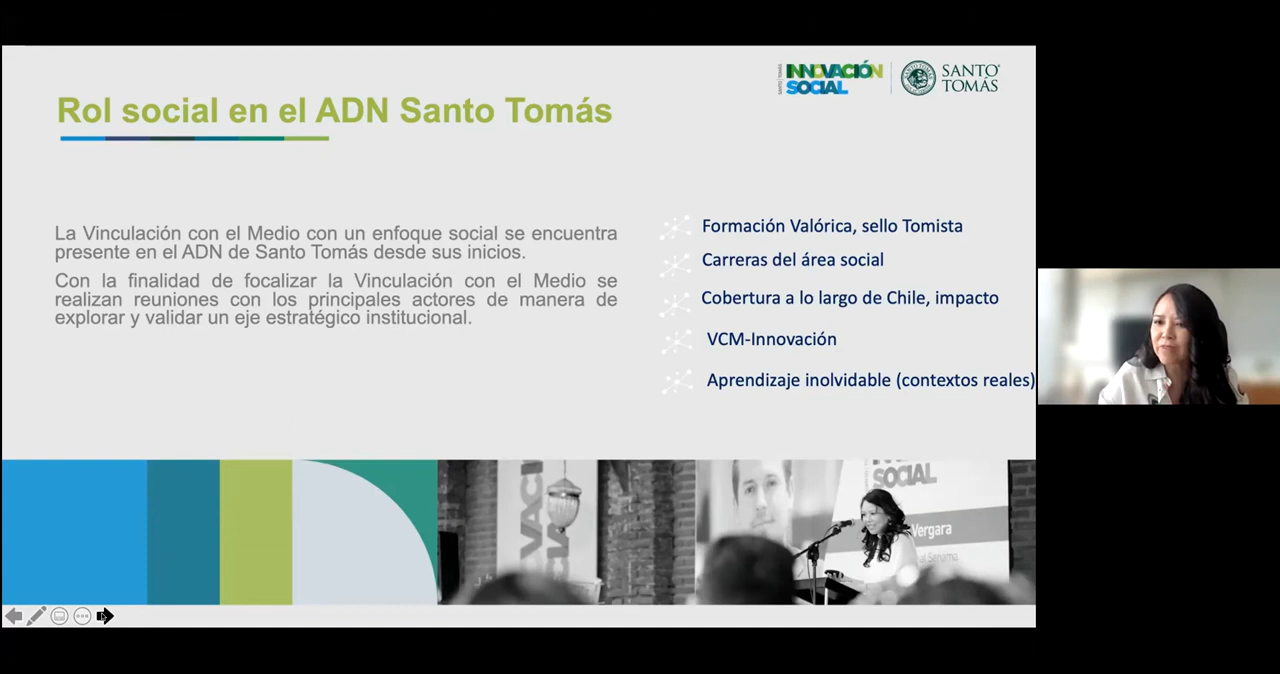 INNOVACIÓN
SOCIAL
SANTO TOMÁS
SANTO
TOMÁS
Rol social en el ADN Santo Tomás
La Vinculación con el Medio con un enfoque social se encuentra
presente en el ADN de Santo Tomás desde sus inicios.
Con la finalidad de focalizar la Vinculación con el Medio se
realizan reuniones con los principales actores de manera de
explorar y validar un eje estratégico institucional.
Formación Valórica, sello Tomista
Carreras del área social
Cobertura a lo largo de Chile, impacto
VCM-Innovación
Aprendizaje inolvidable (contextos reales)
SOCIAL
Vergara
al Senama